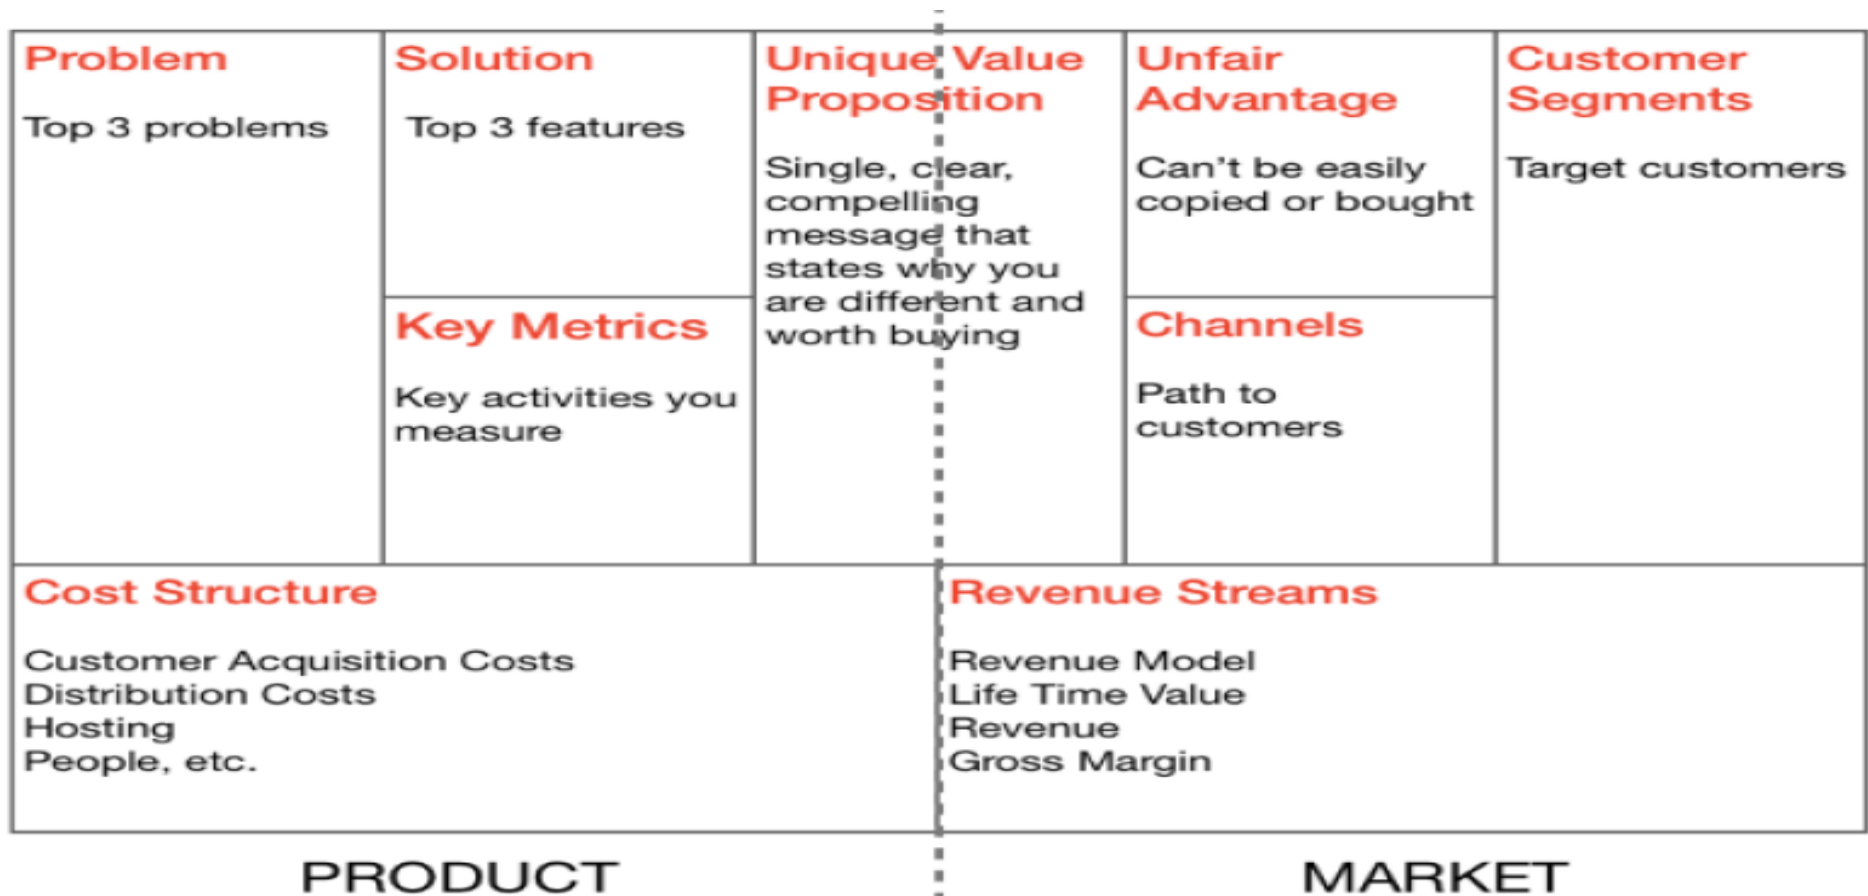 Problem
Top 3 problems
Solution
Top 3 features
Key Metrics
Key activities you
measure
Unique Value
Proposition
Single, clear,
compelling
message that
states why you
are different and
worth buying
Unfair
Advantage
Can't be easily
copied or bought
Channels
Path to
customers
Customer
Segments
Target customers
Cost Structure
Customer Acquisition Costs
Distribution Costs
Hosting
People, etc.
Revenue Streams
Revenue Model
Life Time Value
Revenue
Gross Margin
PRODUCT
MARKET